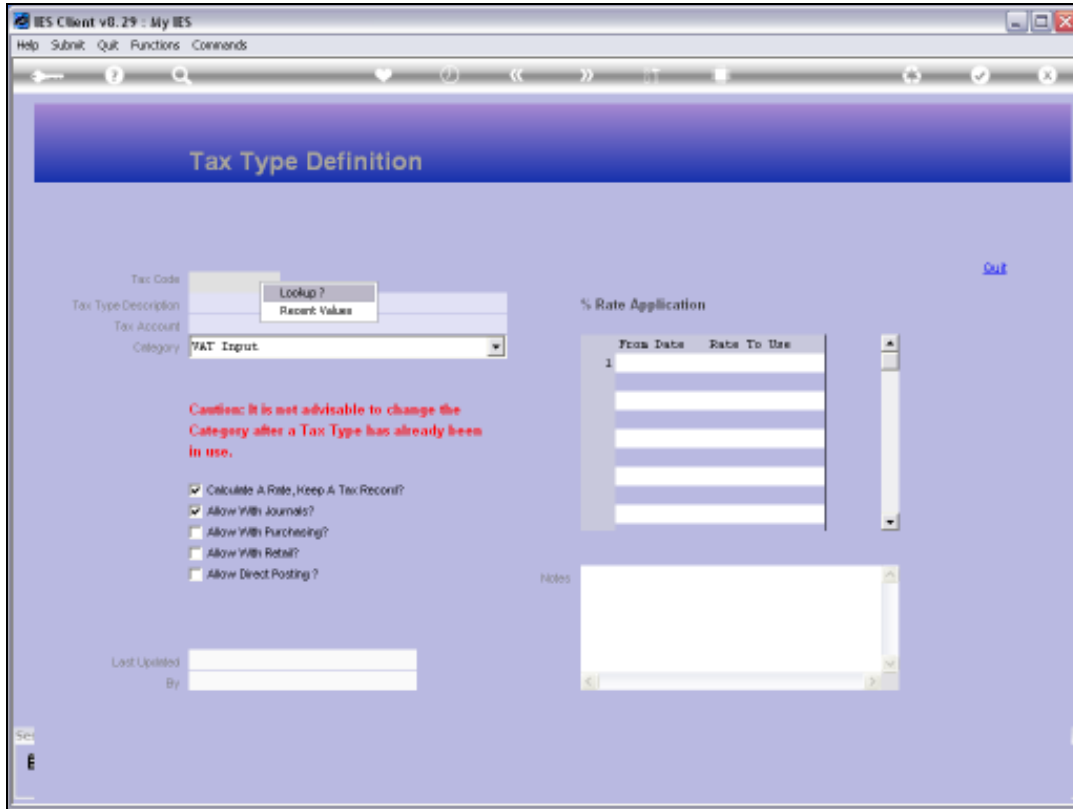 IES Client v8.29 : My IES
Help Submit Quit Functions Commands
Tax Type Definition
Quit
Tax Code
Lookup ?
Recent Values
Tax Type Description
Tax Account
Category VAT Input
% Rate Application
From Date Rate To Use
1
Caution: It is not advisable to change the
Category after a Tax Type has already been
in use.
Calculate A Rate, Keep A Tax Record?
Allow With Journals?
Allow With Purchasing?
Allow With Retail?
Allow Direct Posting ?
Notes
Last Updated
By
Se